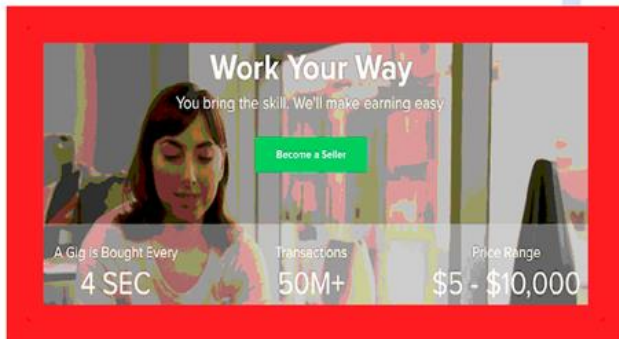 Work Your Way
You bring the skill. We'll make earning easy
Become a Seller
A Gig is Bought Every
Transactions
Price Range
4 SEC
50M+
$5 - $10,000